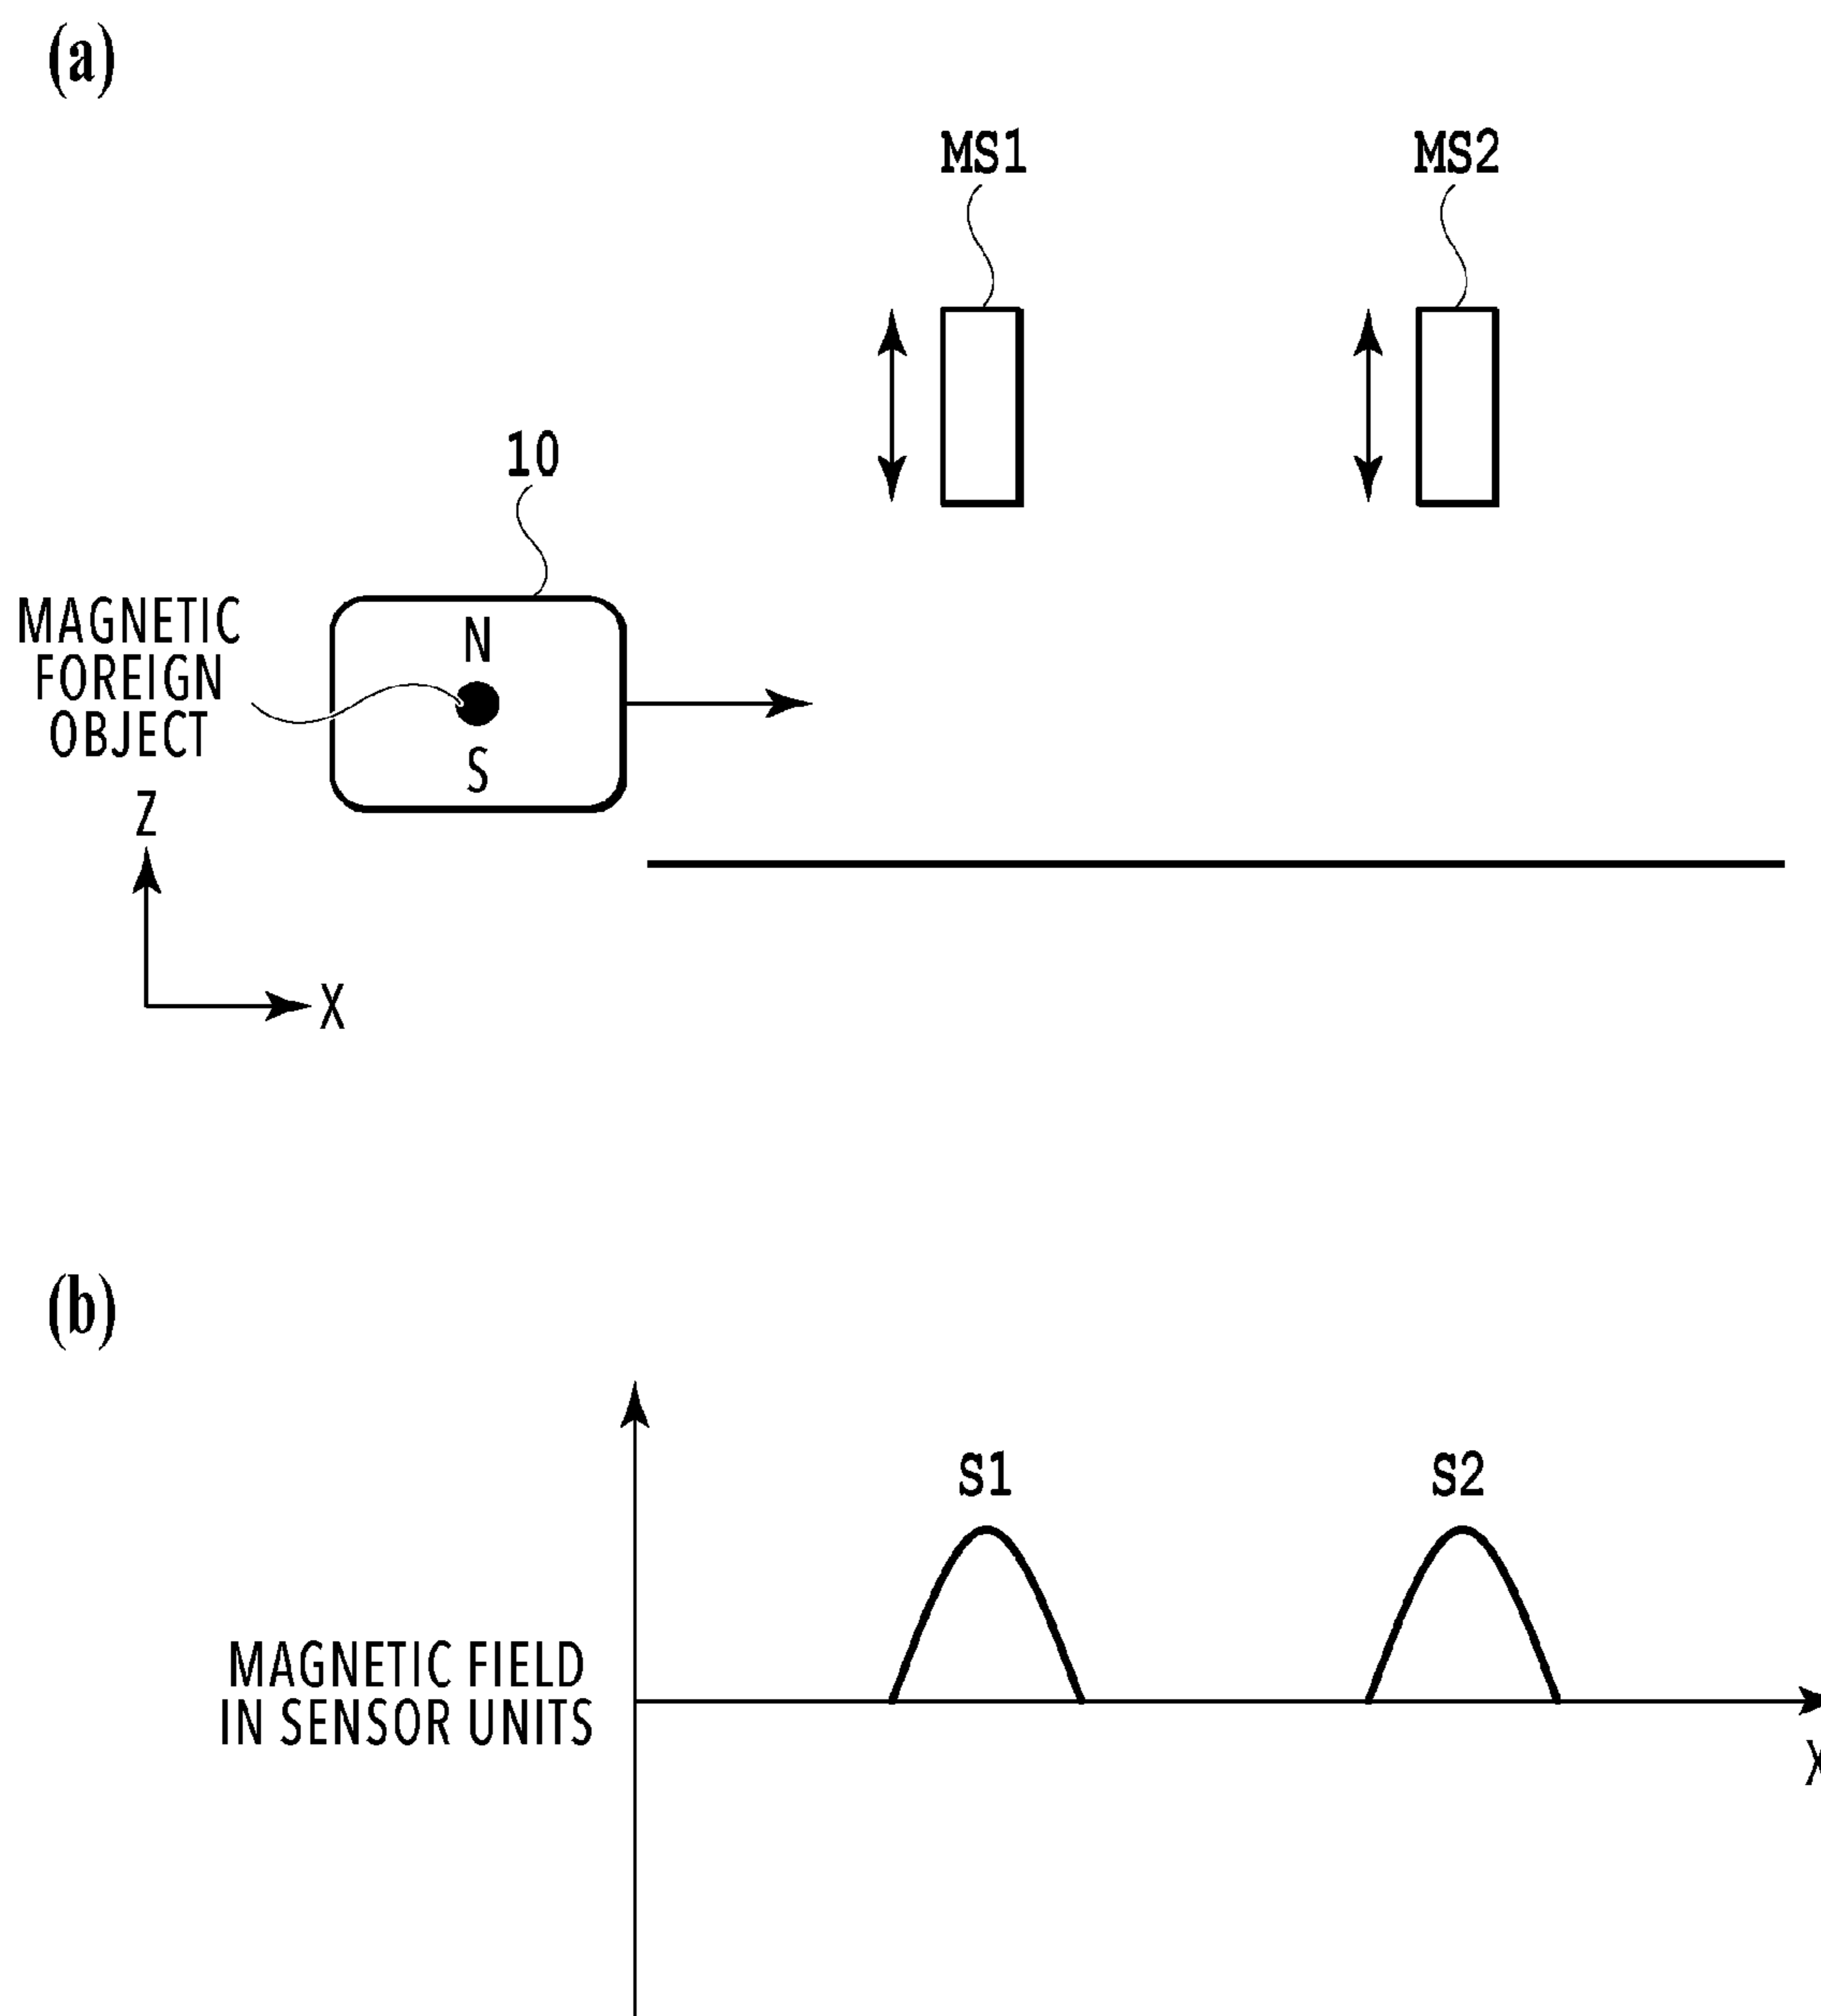 (a)
MS1 MS2
10
MAGNETIC
FOREIGN
OBJECT
N
S
Z
X
(b)
S1 S2
MAGNETIC FIELD
IN SENSOR UNITS
X